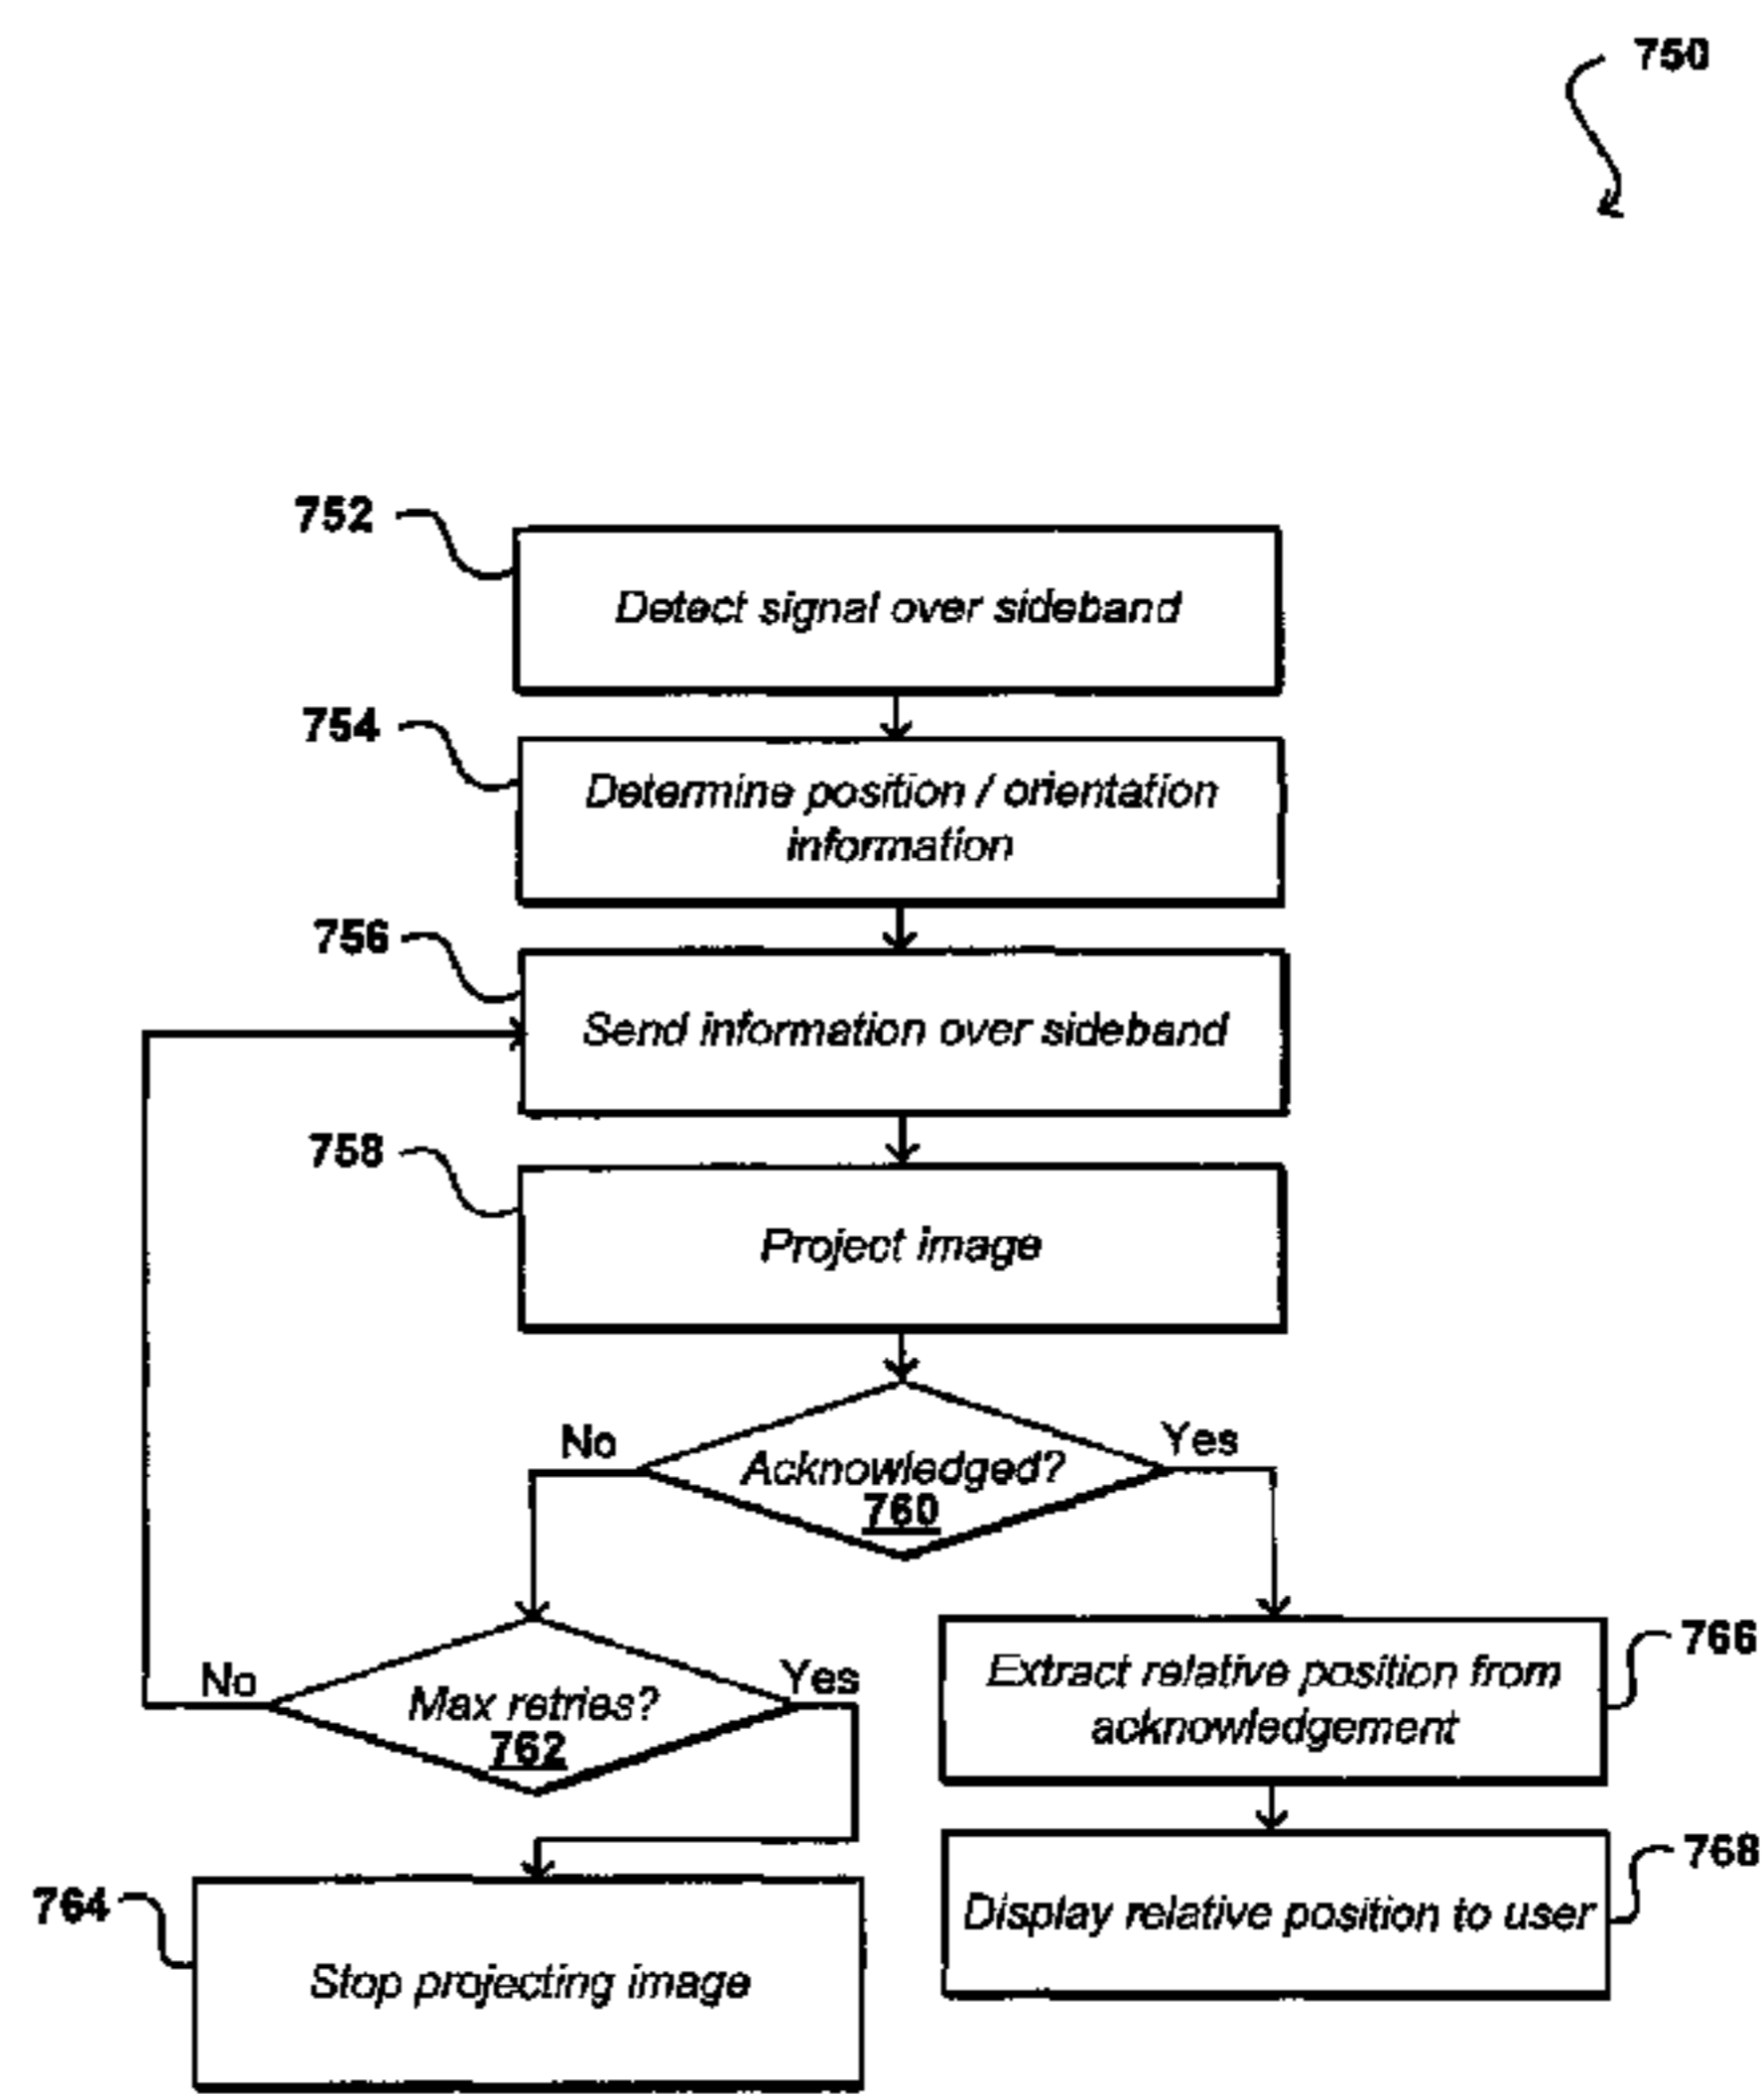 750
752
Detect signal over sideband
754
Determine position / orientation
information
756
Send information over sideband
758
Project image
No
Yes
Acknowledged?
760
766
No
Yes
Extract relative position from
acknowledgement
Max retries?
762
768
764
Display relative position to user
Stop projecting image